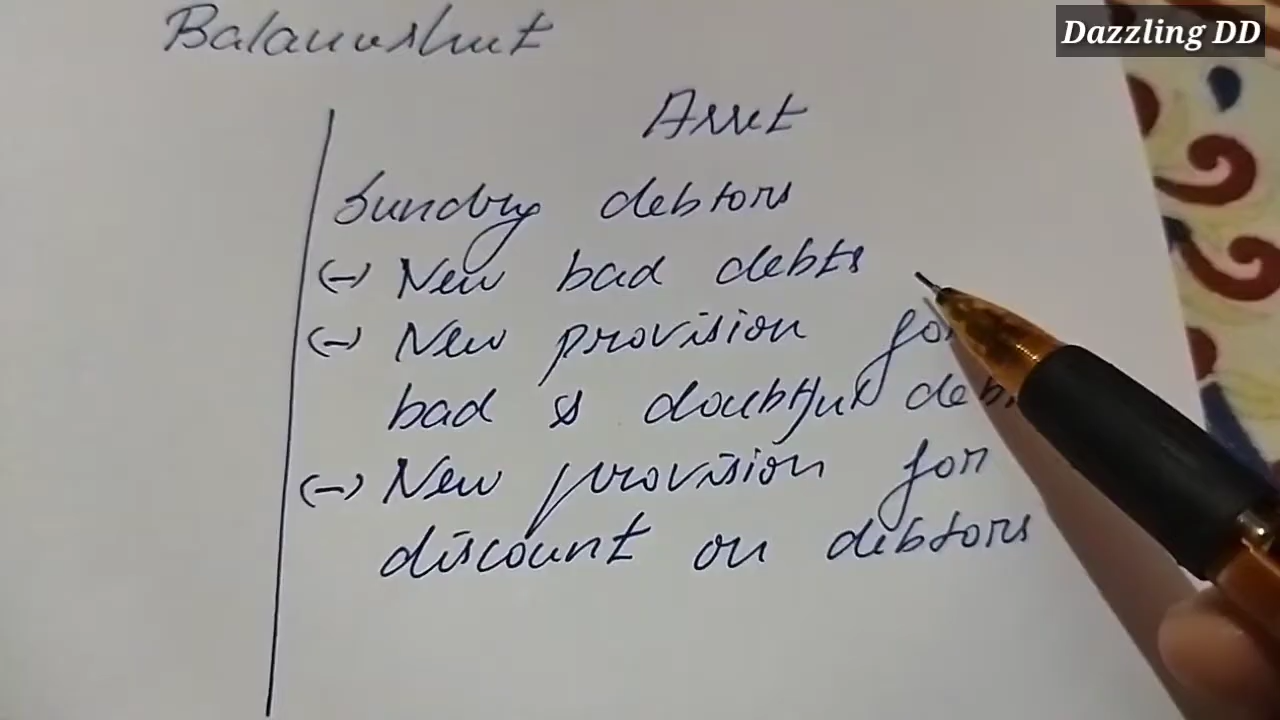 Dazzling DD
Balancesheet
Asset
Sundry debtors
(-) New bad debts
(-) New provision for
bad & doubtful
(-) New provision for
discount on debtors